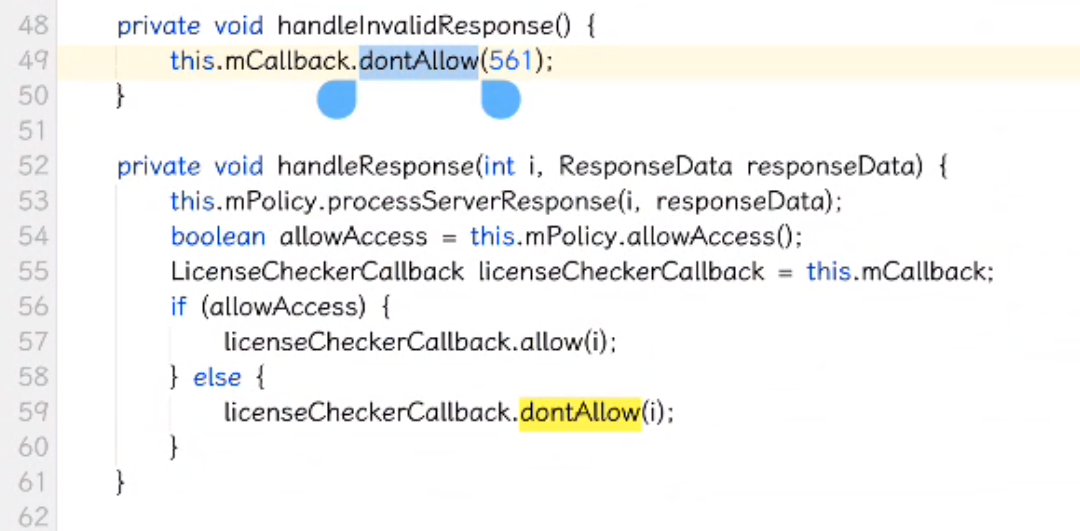 48 private void handleInvalidResponse() {
49 this.mCallback.dontAllow(561);
50 }
51
52 private void handleResponse(int i, ResponseData responseData) {
53 this.mPolicy.processServerResponse(i, responseData);
54 boolean allowAccess = this.mPolicy.allowAccess();
55 LicenseCheckerCallback licenseCheckerCallback = this.mCallback;
56 if (allowAccess) {
57 licenseCheckerCallback.allow(i);
58 } else {
59 licenseCheckerCallback.dontAllow(i);
60 }
61 }
62